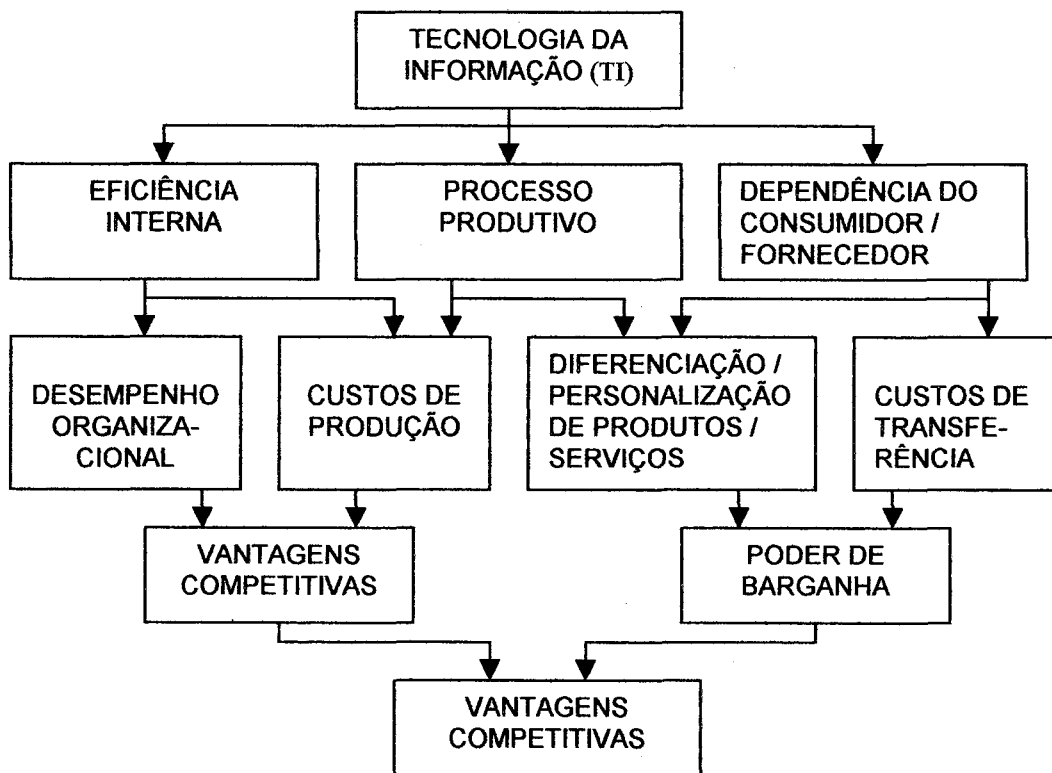 TECNOLOGIA DA
INFORMAÇÃO (TI)
EFICIÊNCIA
INTERNA
PROCESSO
PRODUTIVO
DEPENDÊNCIA DO
CONSUMIDOR /
FORNECEDOR
DESEMPENHO
ORGANIZA-
CIONAL
CUSTOS DE
PRODUÇÃO
DIFERENCIAÇÃO /
PERSONALIZAÇÃO
DE PRODUTOS /
SERVIÇOS
CUSTOS DE
TRANSFE-
RÊNCIA
VANTAGENS
COMPETITIVAS
PODER DE
BARGANHA
VANTAGENS
COMPETITIVAS